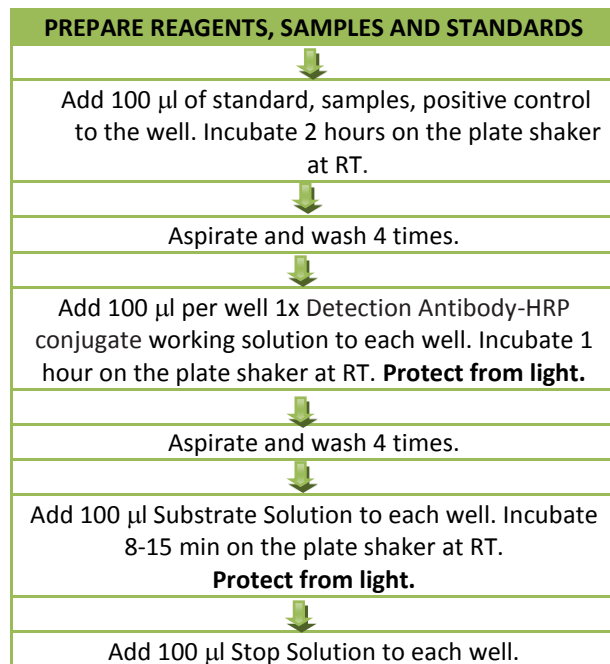 PREPARE REAGENTS, SAMPLES AND STANDARDS
Add 100 μl of standard, samples, positive control
to the well. Incubate 2 hours on the plate shaker
at RT.
Aspirate and wash 4 times.
Add 100 μl per well 1x Detection Antibody-HRP
conjugate working solution to each well. Incubate 1
hour on the plate shaker at RT. Protect from light.
Aspirate and wash 4 times.
Add 100 μl Substrate Solution to each well. Incubate
8-15 min on the plate shaker at RT.
Protect from light.
Add 100 μl Stop Solution to each well.